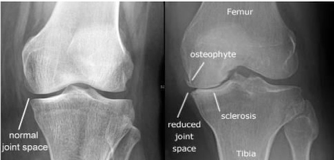 normal
joint space
Femur
osteophyte
sclerosis
reduced
joint
space
Tibia